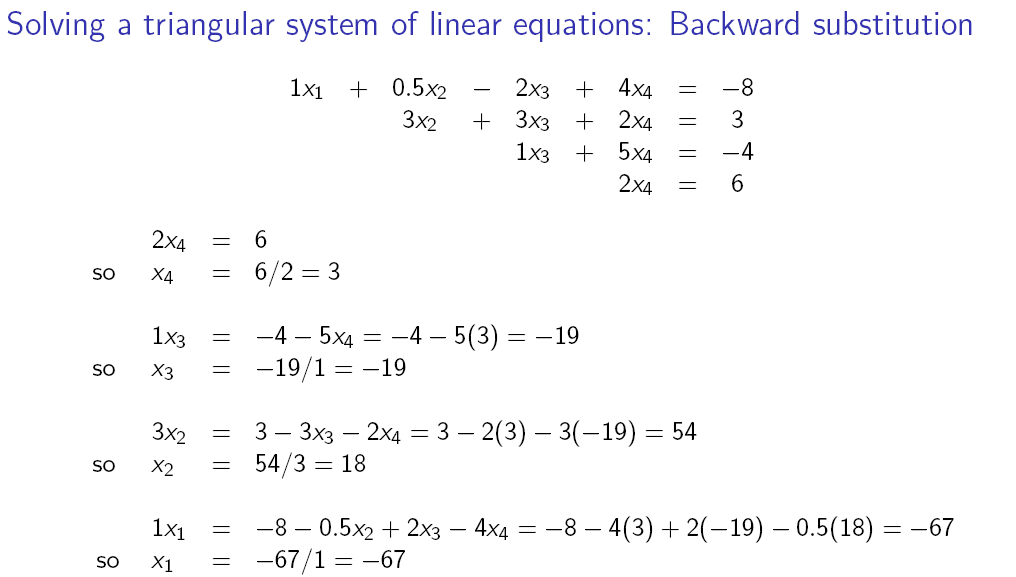 Solving a triangular system of linear equations: Backward substitution
1x₁ + 0.5x₂ − 2x₃ + 4x₄ = −8
3x₂ + 3x₃ + 2x₄ = 3
1x₃ + 5x₄ = −4
2x₄ = 6
2x₄ = 6
so x₄ = 6/2 = 3
1x₃ = −4 − 5x₄ = −4 − 5(3) = −19
so x₃ = −19/1 = −19
3x₂ = 3 − 3x₃ − 2x₄ = 3 − 2(3) − 3(−19) = 54
so x₂ = 54/3 = 18
1x₁ = −8 − 0.5x₂ + 2x₃ − 4x₄ = −8 − 4(3) + 2(−19) − 0.5(18) = −67
so x₁ = −67/1 = −67